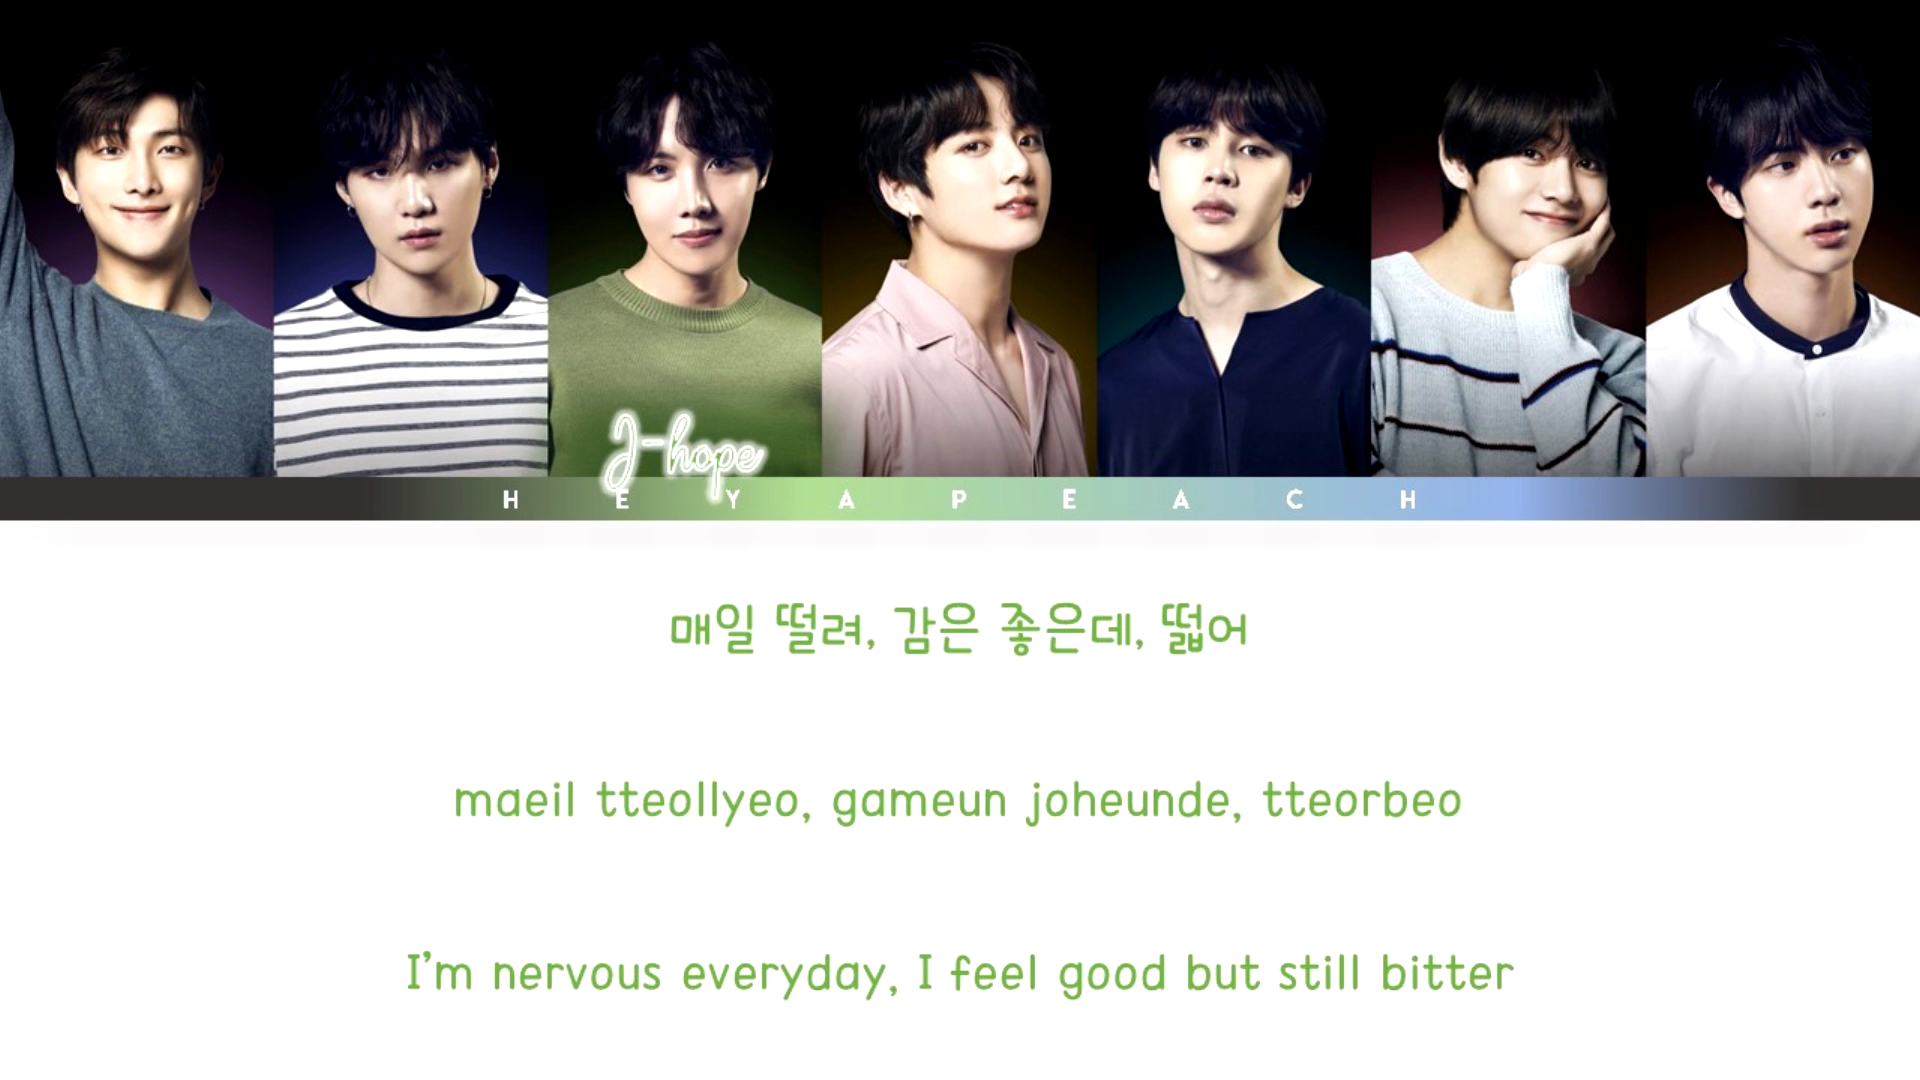 J-hope
H E Y A P E A C H
매일 떨려, 감은 좋은데, 떫어
maeil tteollyeo, gameun joheunde, tteorbeo
I'm nervous everyday, I feel good but still bitter